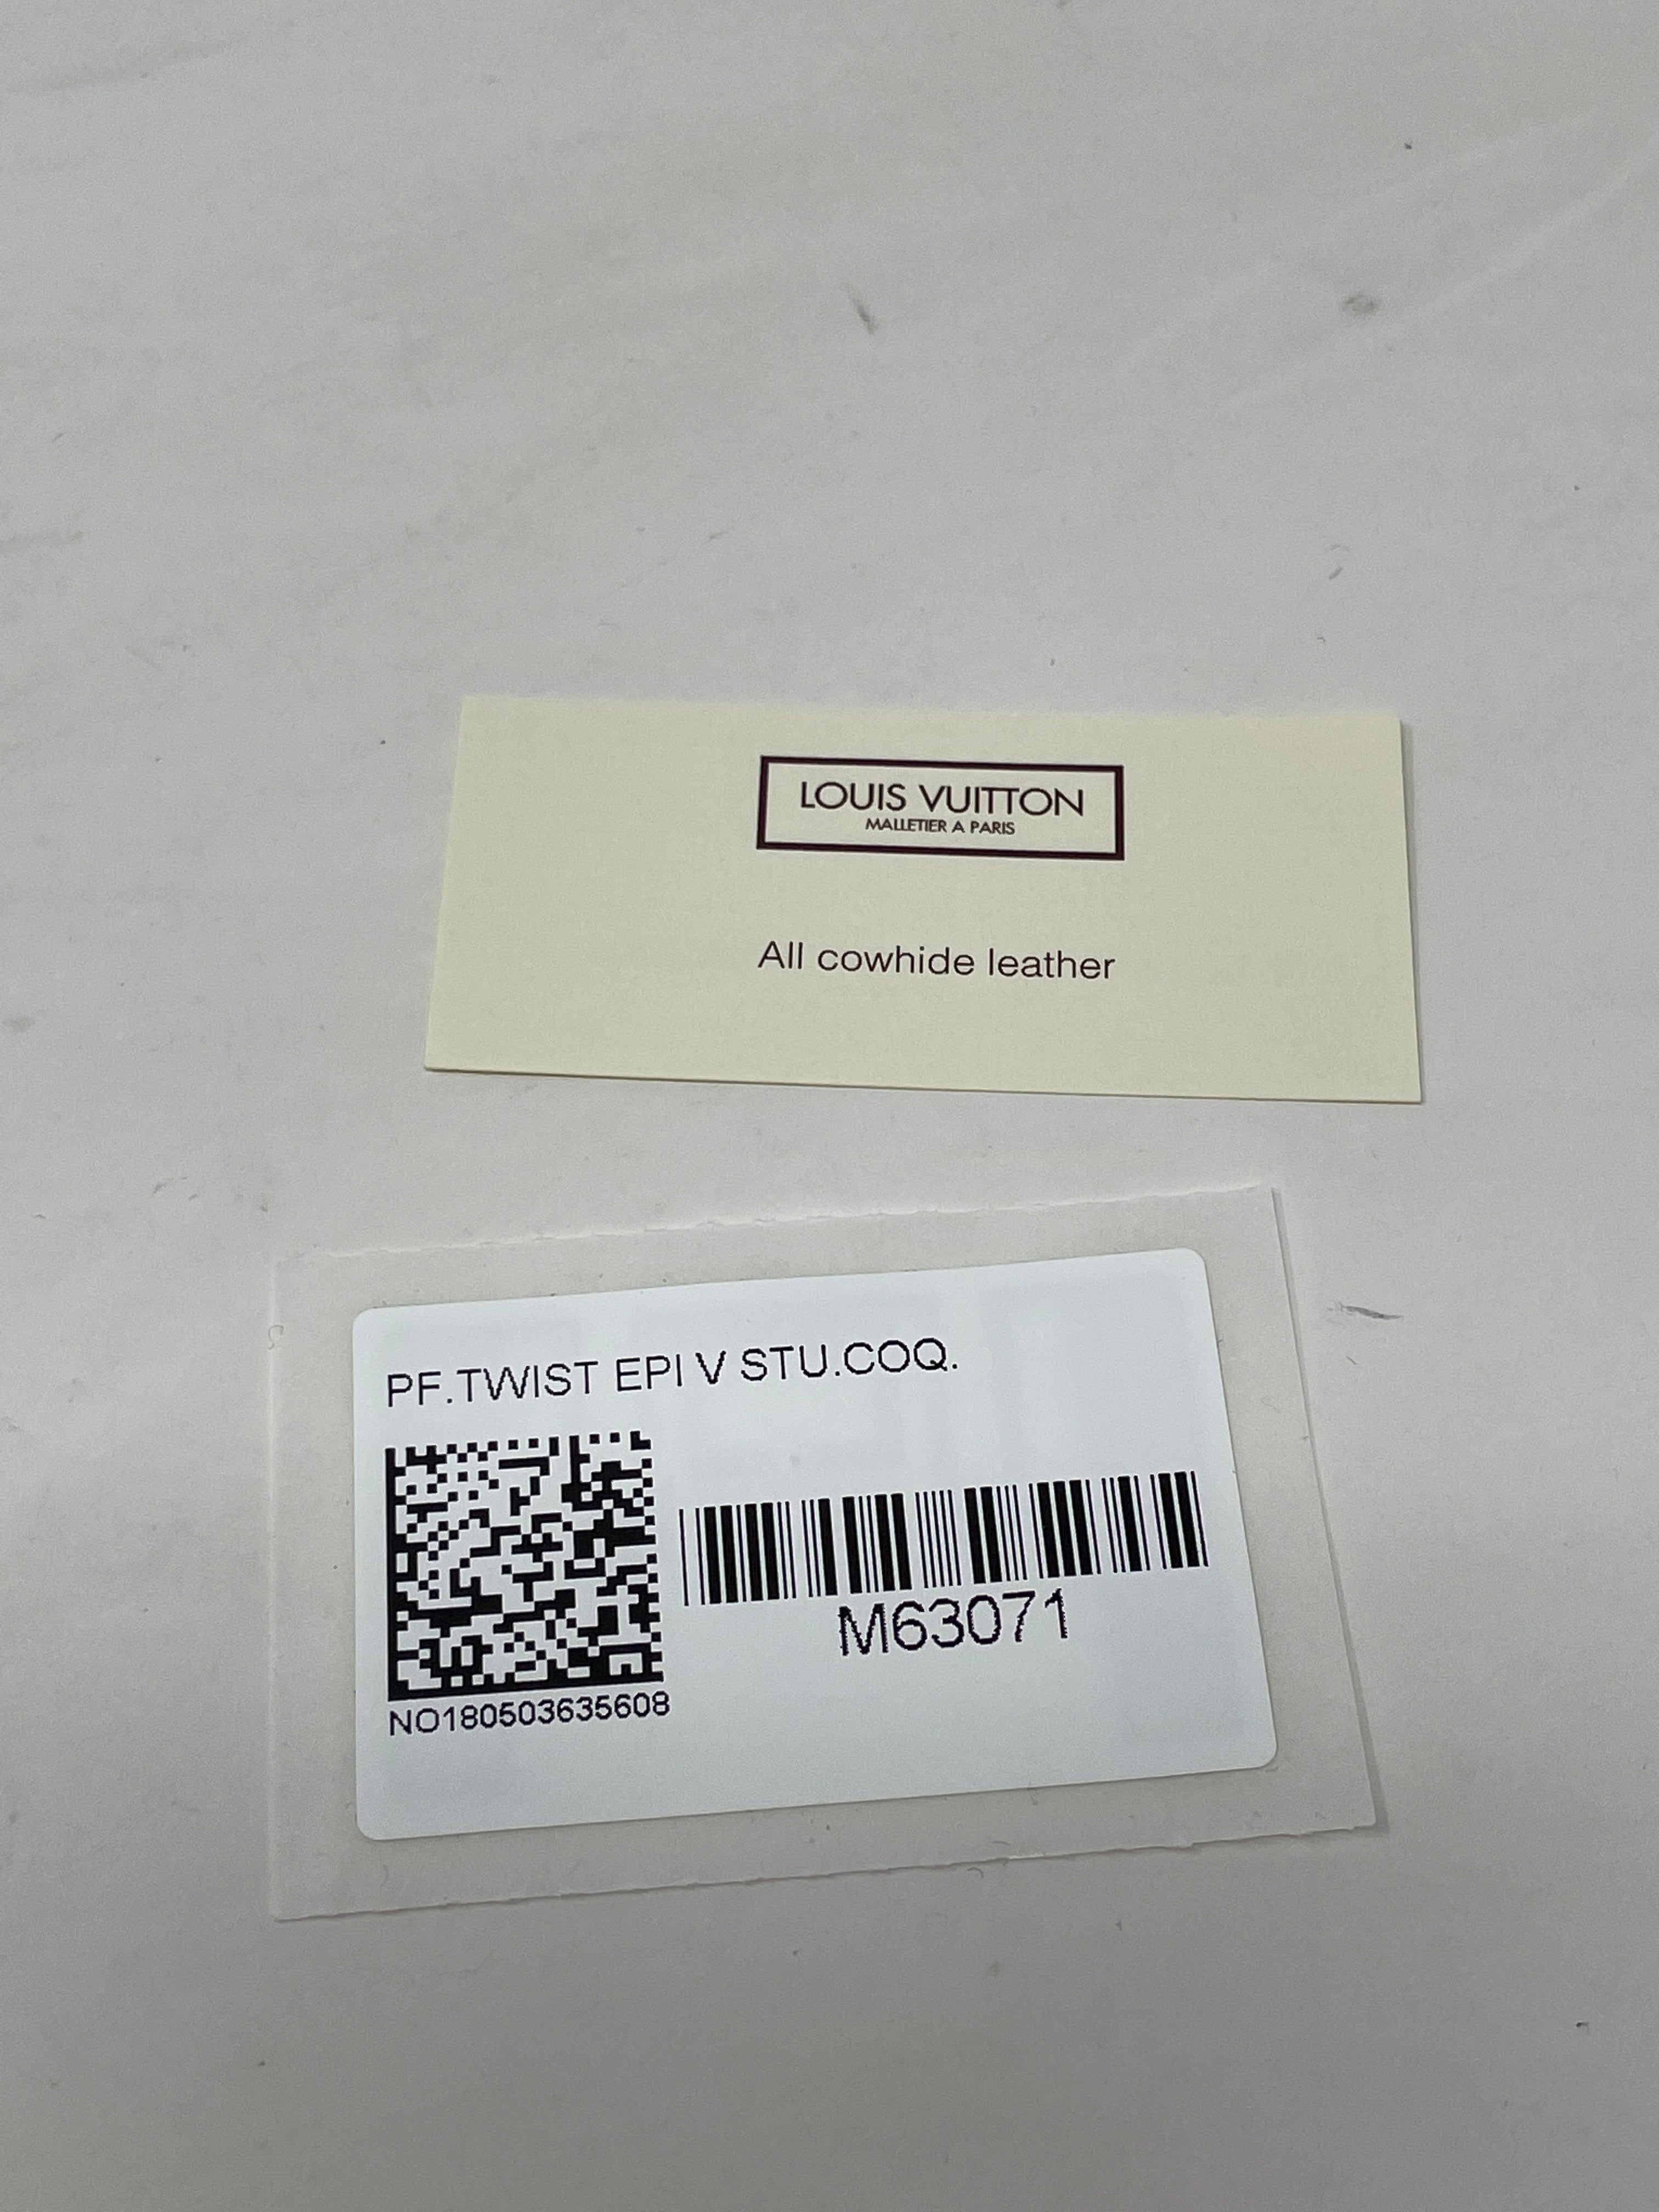 LOUIS VUITTON
MALLETIER A PARIS
All cowhide leather
PF.TWIST EPI V STU.COQ.
M63071
NO180503635608